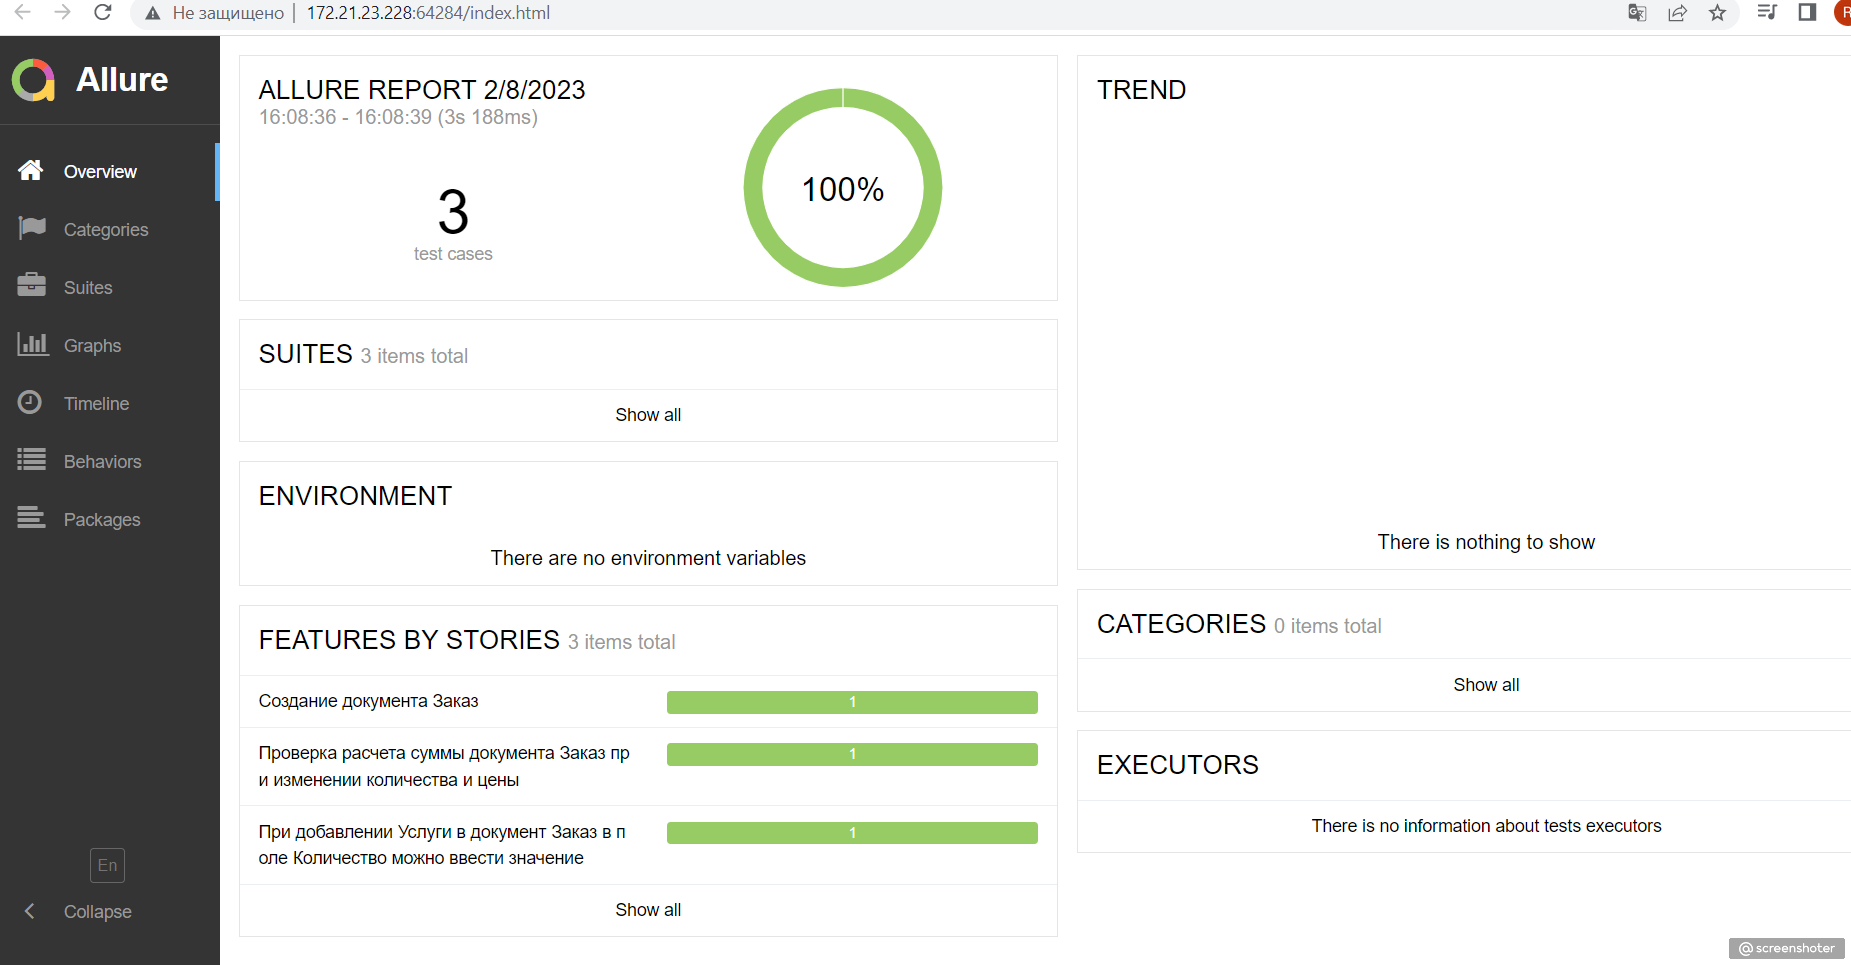 Не защищено
172.21.23.228:64284/index.html
R
Allure
Overview
Categories
Suites
Graphs
Timeline
Behaviors
Packages
En
Collapse
ALLURE REPORT 2/8/2023
16:08:36 - 16:08:39 (3s 188ms)
3
test cases
100%
SUITES 3 items total
Show all
ENVIRONMENT
There are no environment variables
FEATURES BY STORIES 3 items total
Создание документа Заказ
1
Проверка расчета суммы документа Заказ пр
и изменении количества и цены
1
При добавлении Услуги в документ Заказ в п
оле Количество можно ввести значение
1
Show all
TREND
There is nothing to show
CATEGORIES 0 items total
Show all
EXECUTORS
There is no information about tests executors
@screenshoter